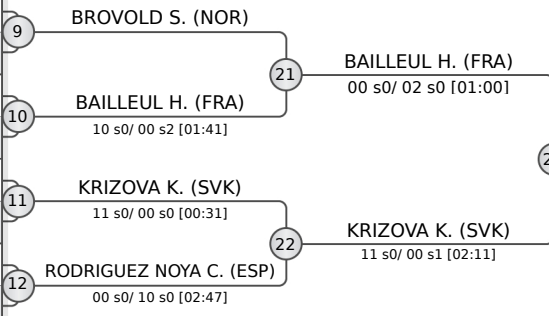 9
BROVOLD S. (NOR)
21
BAILLEUL H. (FRA)
00 s0/ 02 s0 [01:00]
10
BAILLEUL H. (FRA)
10 s0/ 00 s2 [01:41]
11
KRIZOVA K. (SVK)
11 s0/ 00 s0 [00:31]
22
KRIZOVA K. (SVK)
11 s0/ 00 s1 [02:11]
12
RODRIGUEZ NOYA C. (ESP)
00 s0/ 10 s0 [02:47]